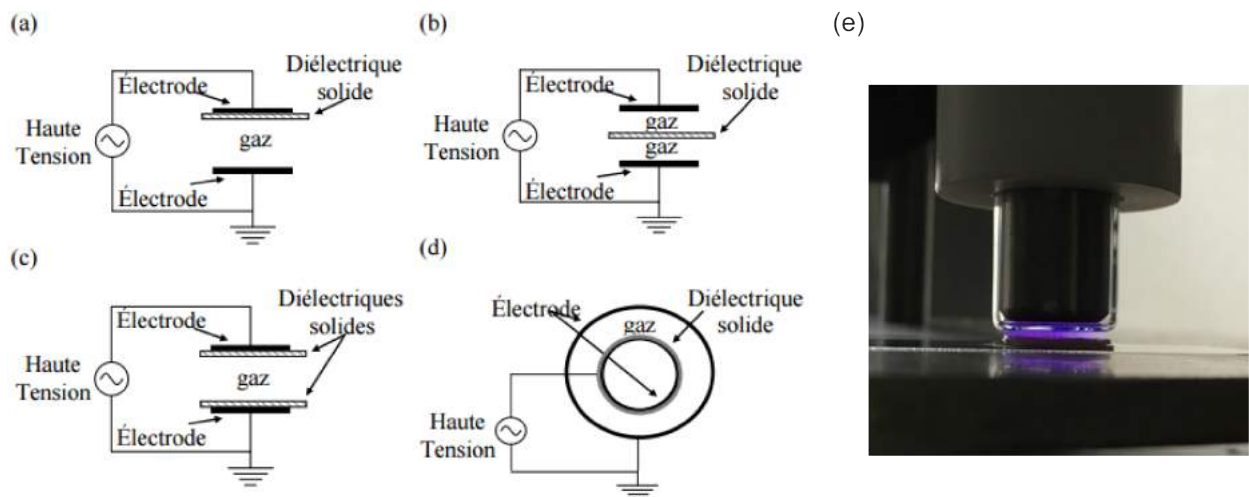 (a)
Électrode
Diélectrique
solide
Haute
Tension
gaz
Électrode
(b)
Électrode
Diélectrique
solide
gaz
Haute
Tension
gaz
Électrode
(c)
Électrode
Diélectriques
solides
Haute
Tension
gaz
Électrode
(d)
Électrode
Diélectrique
solide
gaz
Haute
Tension
(e)